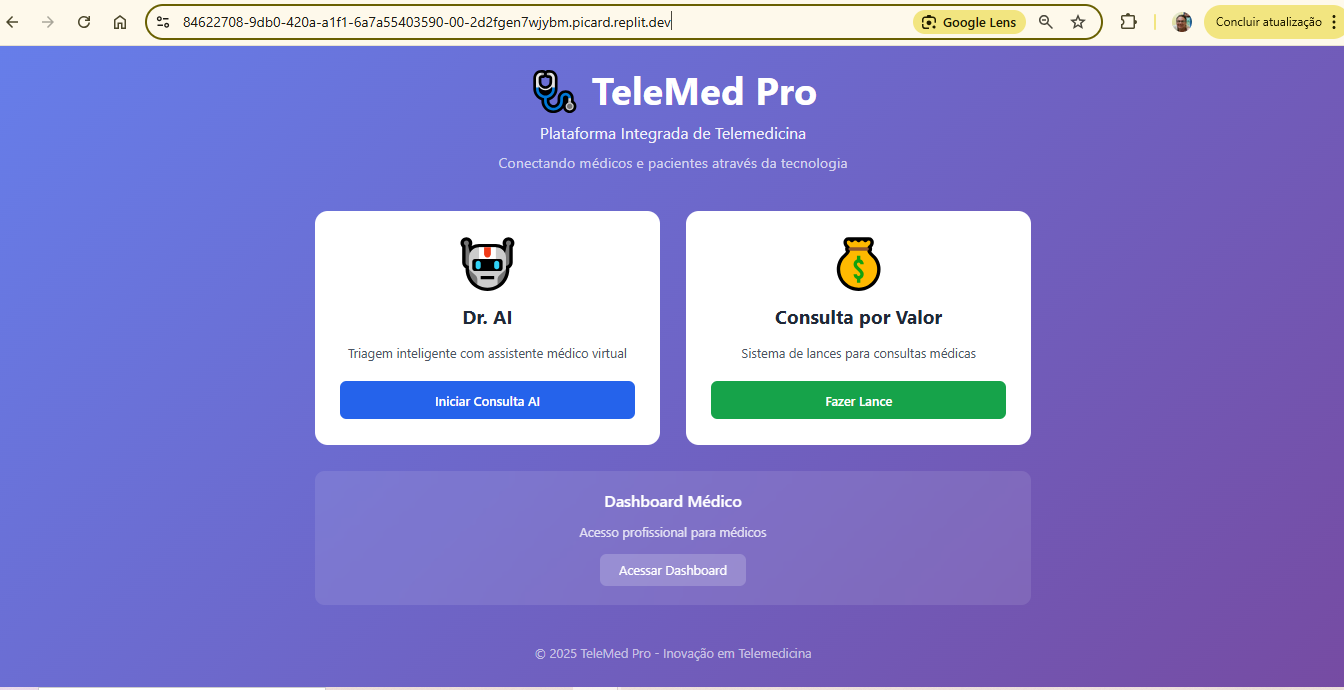 84622708-9db0-420a-a1f1-6a7a55403590-00-2d2fgen7wjybm.picard.replit.dev
Google Lens
Concluir atualização
TeleMed Pro
Plataforma Integrada de Telemedicina
Conectando médicos e pacientes através da tecnologia
Dr. AI
Triagem inteligente com assistente médico virtual
Iniciar Consulta AI
$
Consulta por Valor
Sistema de lances para consultas médicas
Fazer Lance
Dashboard Médico
Acesso profissional para médicos
Acessar Dashboard
© 2025 TeleMed Pro - Inovação em Telemedicina